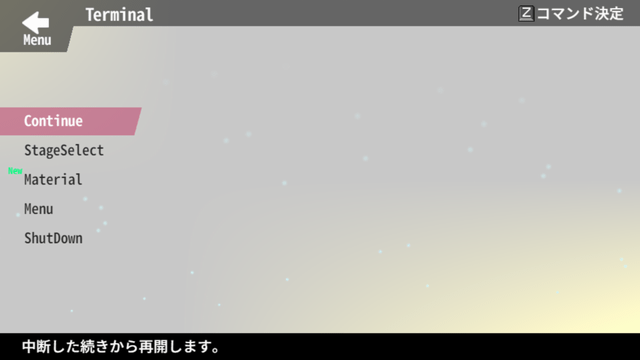 Terminal
Zコマンド決定
Menu
Continue
StageSelect
New
Material
Menu
ShutDown
中断した続きから再開します。